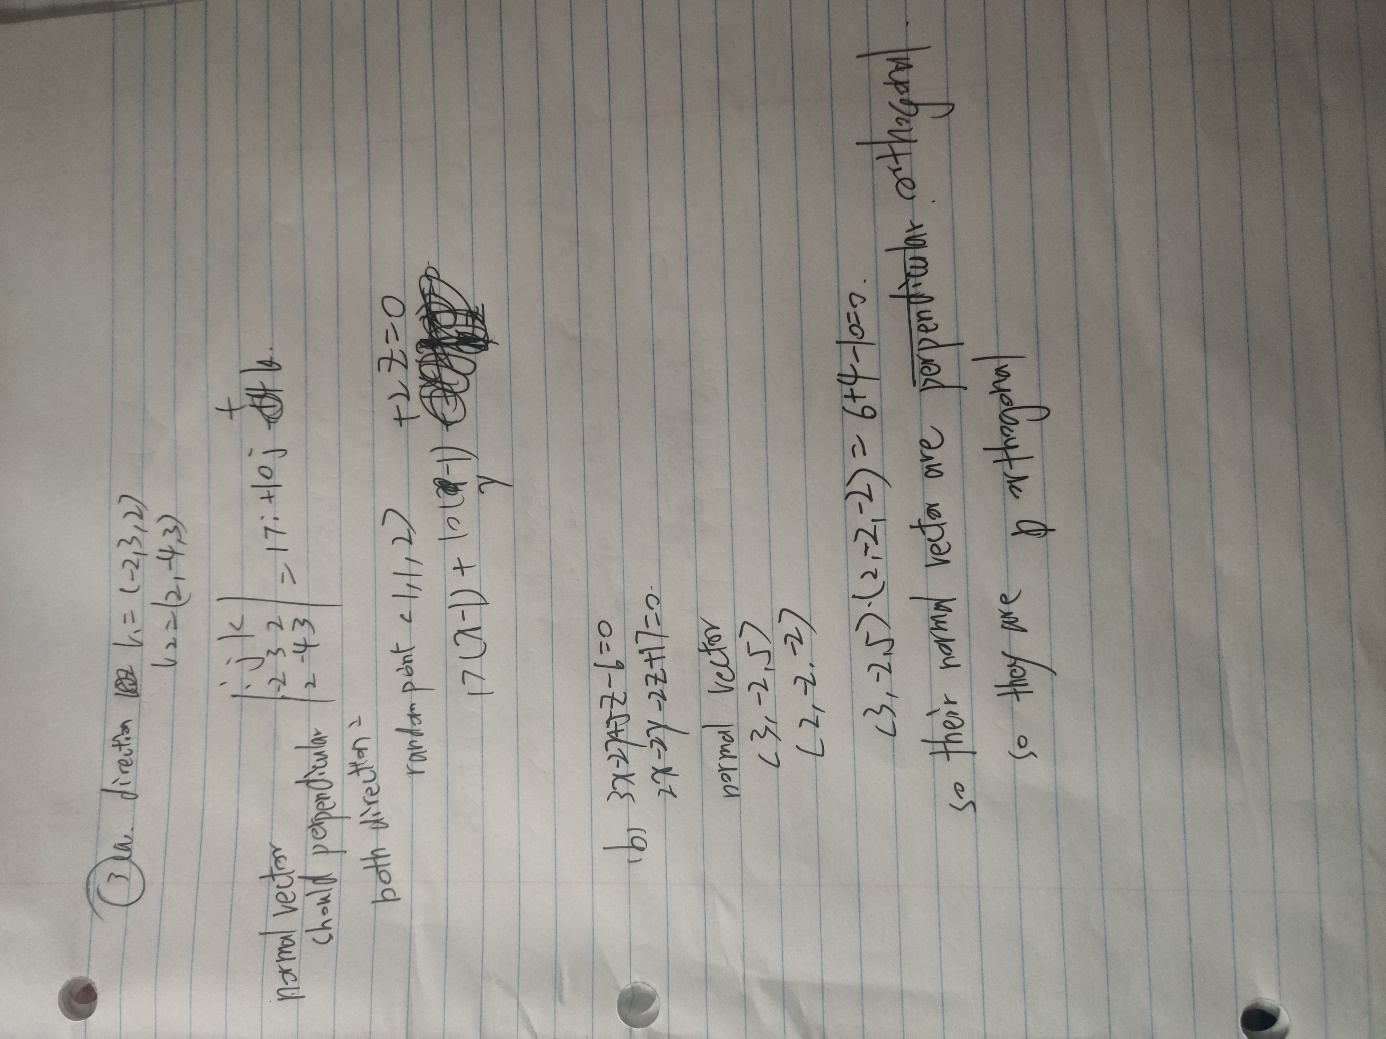 ③ a. direction l₁ = (-2,3,2)
l₂ = (2,-4,3)
normal vector
should perpendicular
both direction
| i j k |
| -2 3 2 |
| 2 -4 3 | = 17i + 10j + k.
random point <1,1,2)
17(x-1) + 10(y-1) + 2 - z = 0
b) 3x-2y+5z-6=0
2x-2y-2z+17=0.
normal vector
<3,-2,5>
<2,-2,-2>
<3,-2,5)·(2,-2,-2) = 6+4-10=0.
so their normal vector are perpendicular. orthogonal.
so they are orthogonal